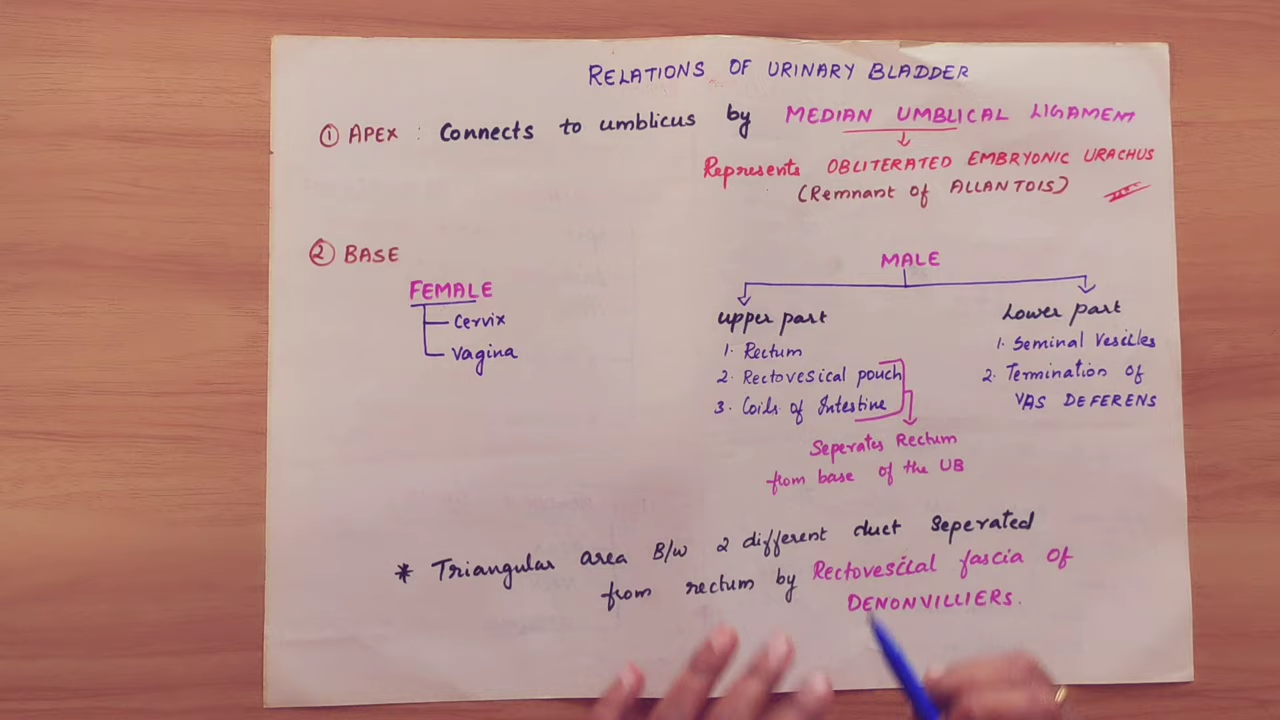 RELATIONS OF URINARY BLADDER
① APEX : Connects to umblicus by MEDIAN UMBLICAL LIGAMENT
Represents OBLITERATED EMBRYONIC URACHUS
(Remnant of ALLANTOIS)
② BASE
FEMALE
Cervix
Vagina
MALE
upper part
1. Rectum
2. Rectovesical pouch
3. Coils of Intestine
Seperates Rectum
from base of the UB
Lower part
1. Seminal Vesicles
2. Termination of
VAS DEFERENS
* Triangular area B/w 2 different duct seperated
from rectum by Rectovesical fascia of
DENONVILLIERS.